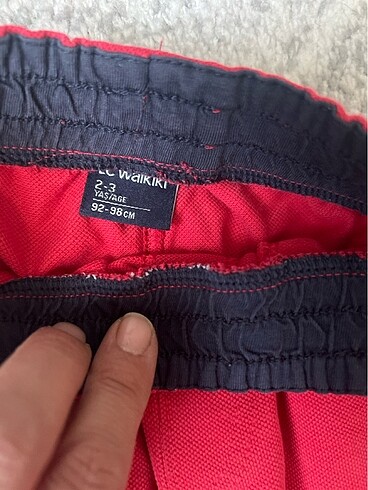 LC Waikiki
2-3
YAŞ/AGE
92-98 CM